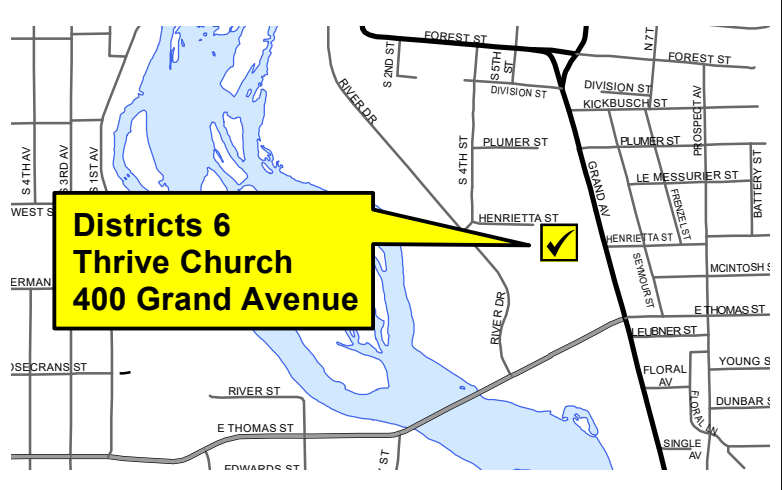 FOREST ST
N 7T
FOREST ST
S 2ND ST
S 5TH
ST
RIVER DR
DIVISION ST
DIVISION ST
KICKBUSCH ST
PROSPECT AV
S 4TH AV
S 3RD AV
S 1ST AV
S 4TH ST
PLUMER ST
PLUMER ST
GRAND AV
LE MESSURIER ST
BATTERY ST
FRENZEL ST
WEST S
HENRIETTA ST
HENRIETTA ST
Districts 6
Thrive Church
400 Grand Avenue
SEYMOUR ST
MCINTOSH S
ERMAN
RIVER DR
E THOMAS ST
LEUBNER ST
OSECRANS ST
FLORAL
AV
YOUNG S
RIVER ST
FLORAL LN
DUNBAR S
E THOMAS ST
SINGLE
AV
EDWARDS ST
ST